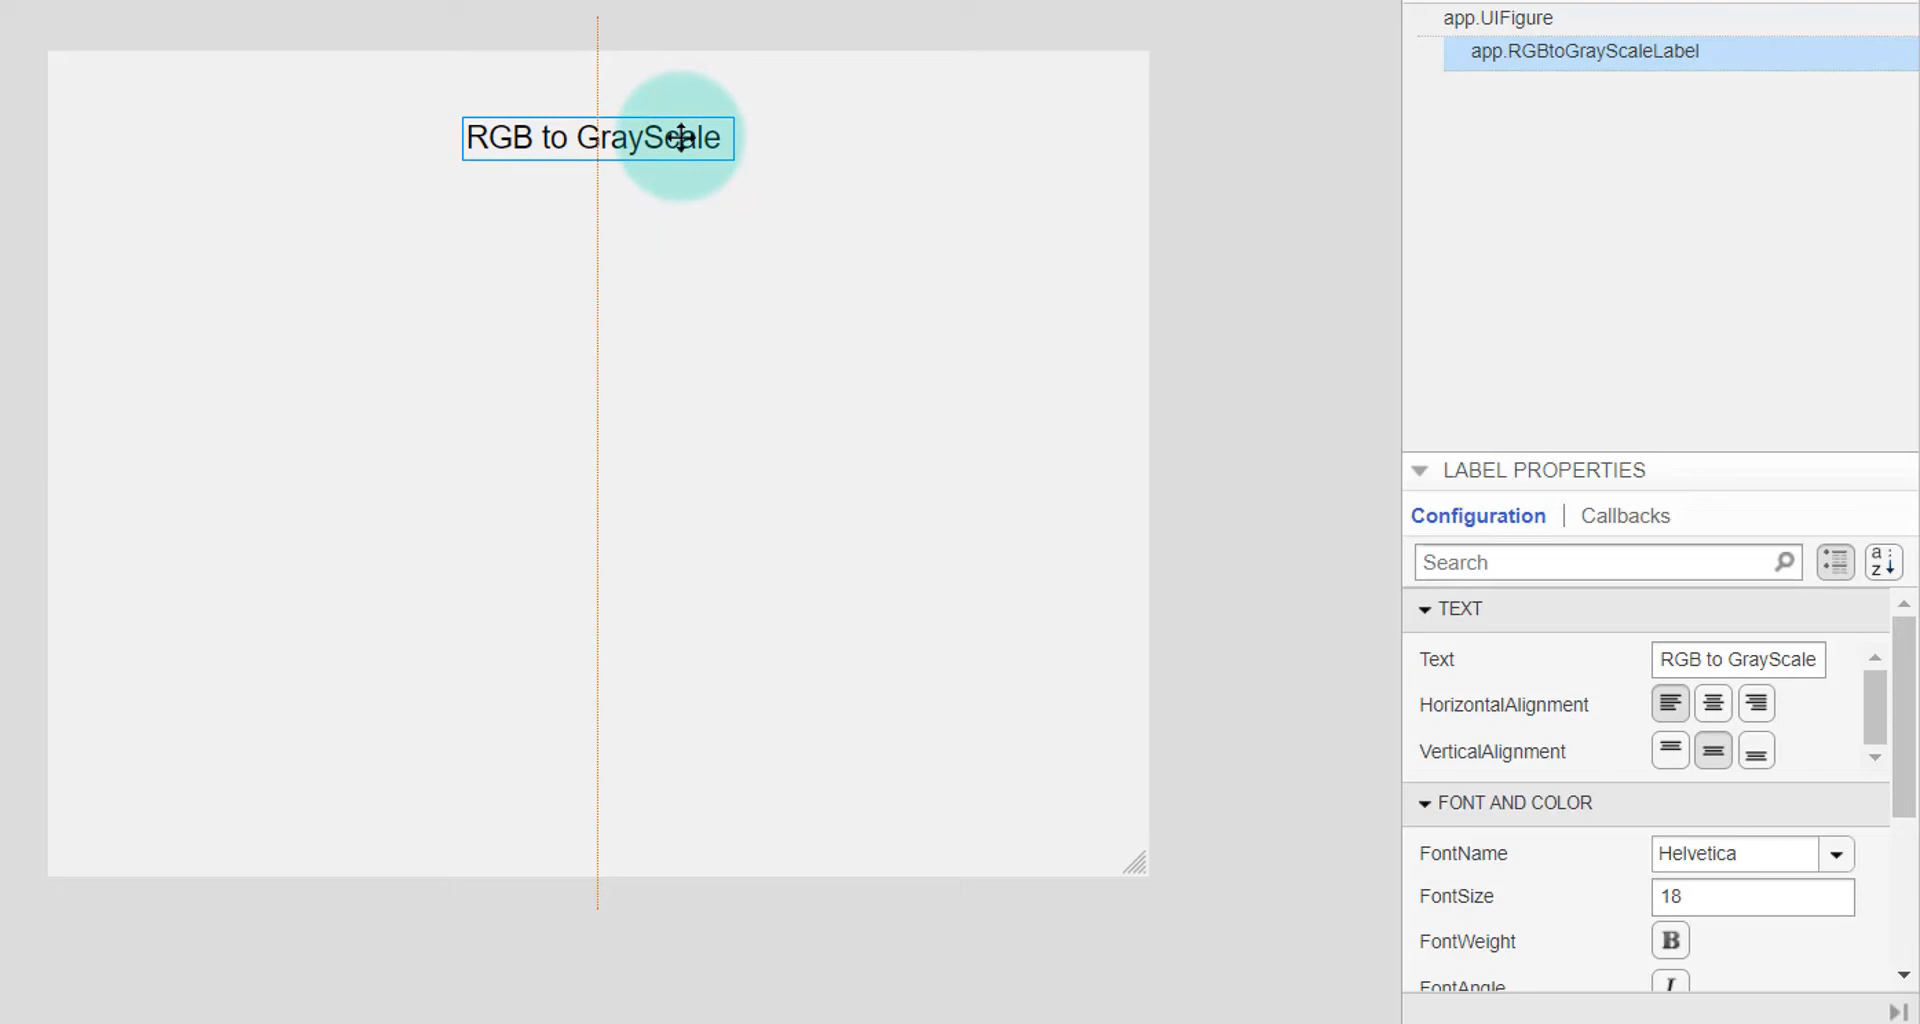 app.UIFigure
app.RGBtoGrayScaleLabel
RGB to GrayScale
LABEL PROPERTIES
Configuration | Callbacks
Search
TEXT
Text RGB to GrayScale
HorizontalAlignment
VerticalAlignment
FONT AND COLOR
FontName Helvetica
FontSize 18
FontWeight B
FontAngle I